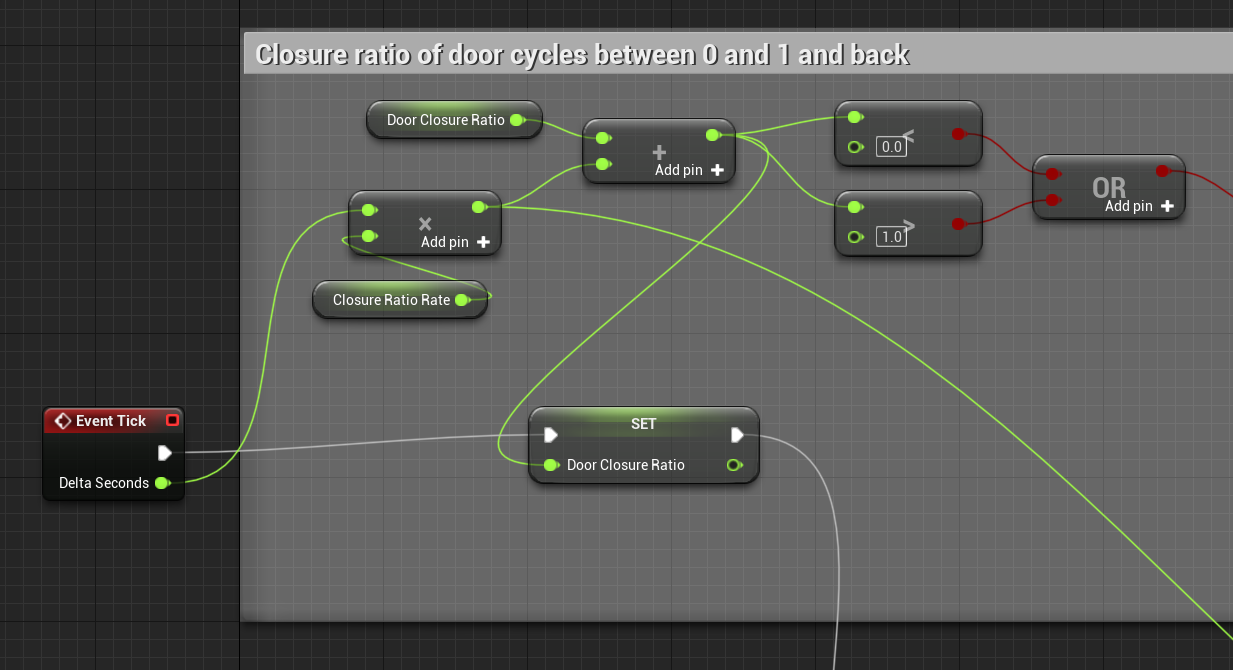 Closure ratio of door cycles between 0 and 1 and back
Door Closure Ratio
+
Add pin +
<
0.0
×
Add pin +
>
1.0
OR
Add pin +
Closure Ratio Rate
Event Tick
Delta Seconds
SET
Door Closure Ratio